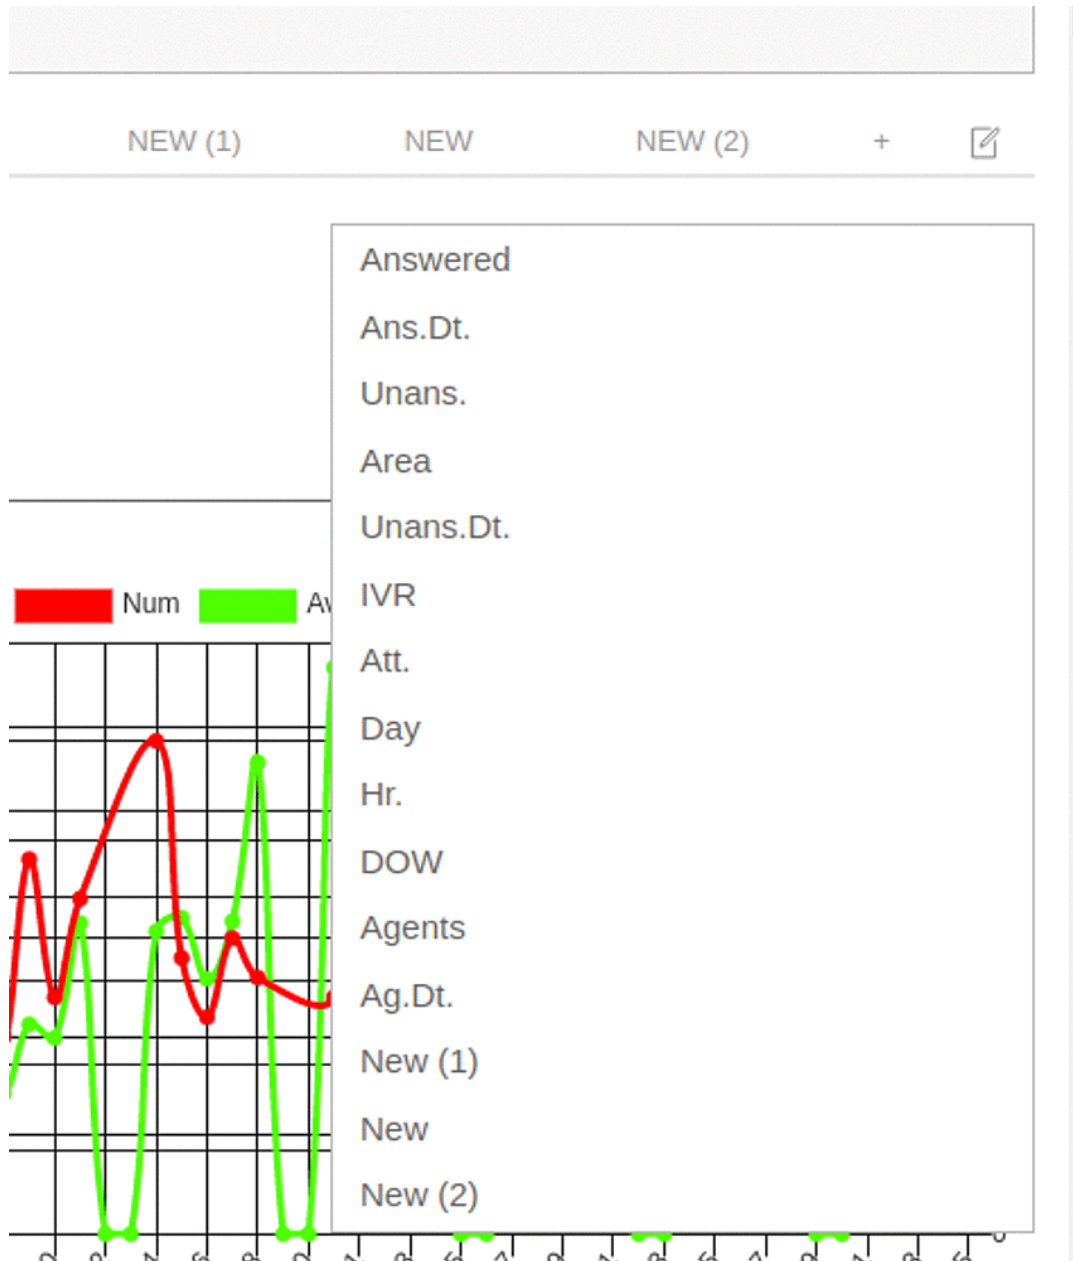 NEW (1) NEW NEW (2) +
Answered
Ans.Dt.
Unans.
Area
Unans.Dt.
IVR
Num
Att.
Day
Hr.
DOW
Agents
Ag.Dt.
New (1)
New
New (2)